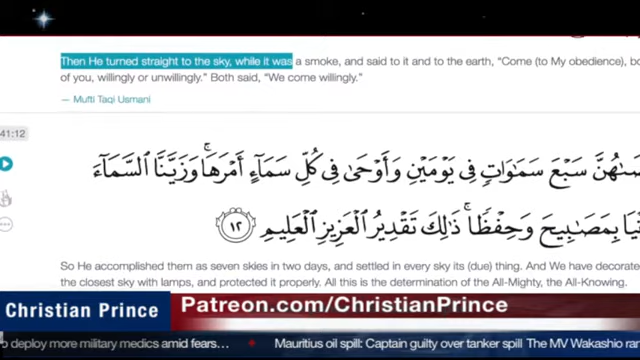 Then He turned straight to the sky, while it was a smoke, and said to it and to the earth, “Come (to My obedience),
of you, willingly or unwillingly.” Both said, “We come willingly.”
— Mufti Taqi Usmani
41:12
سَبْعَ سَمَٰوَاتٍ فِى يَوْمَيْنِ وَأَوْحَىٰ فِى كُلِّ سَمَآءٍ أَمْرَهَا ۚ وَزَيَّنَّا ٱلسَّمَآءَ
بِمَصَٰبِيحَ وَحِفْظًا ۚ ذَٰلِكَ تَقْدِيرُ ٱلْعَزِيزِ ٱلْعَلِيمِ ١٢
So He accomplished them as seven skies in two days, and settled in every sky its (due) thing. And We have decorated
the closest sky with lamps, and protected it properly. All this is the determination of the All-Mighty, the All-Knowing.
Christian Prince
Patreon.com/ChristianPrince
o deploy more military medics amid fears... Mauritius oil spill: Captain guilty over tanker spill The MV Wakashio ran